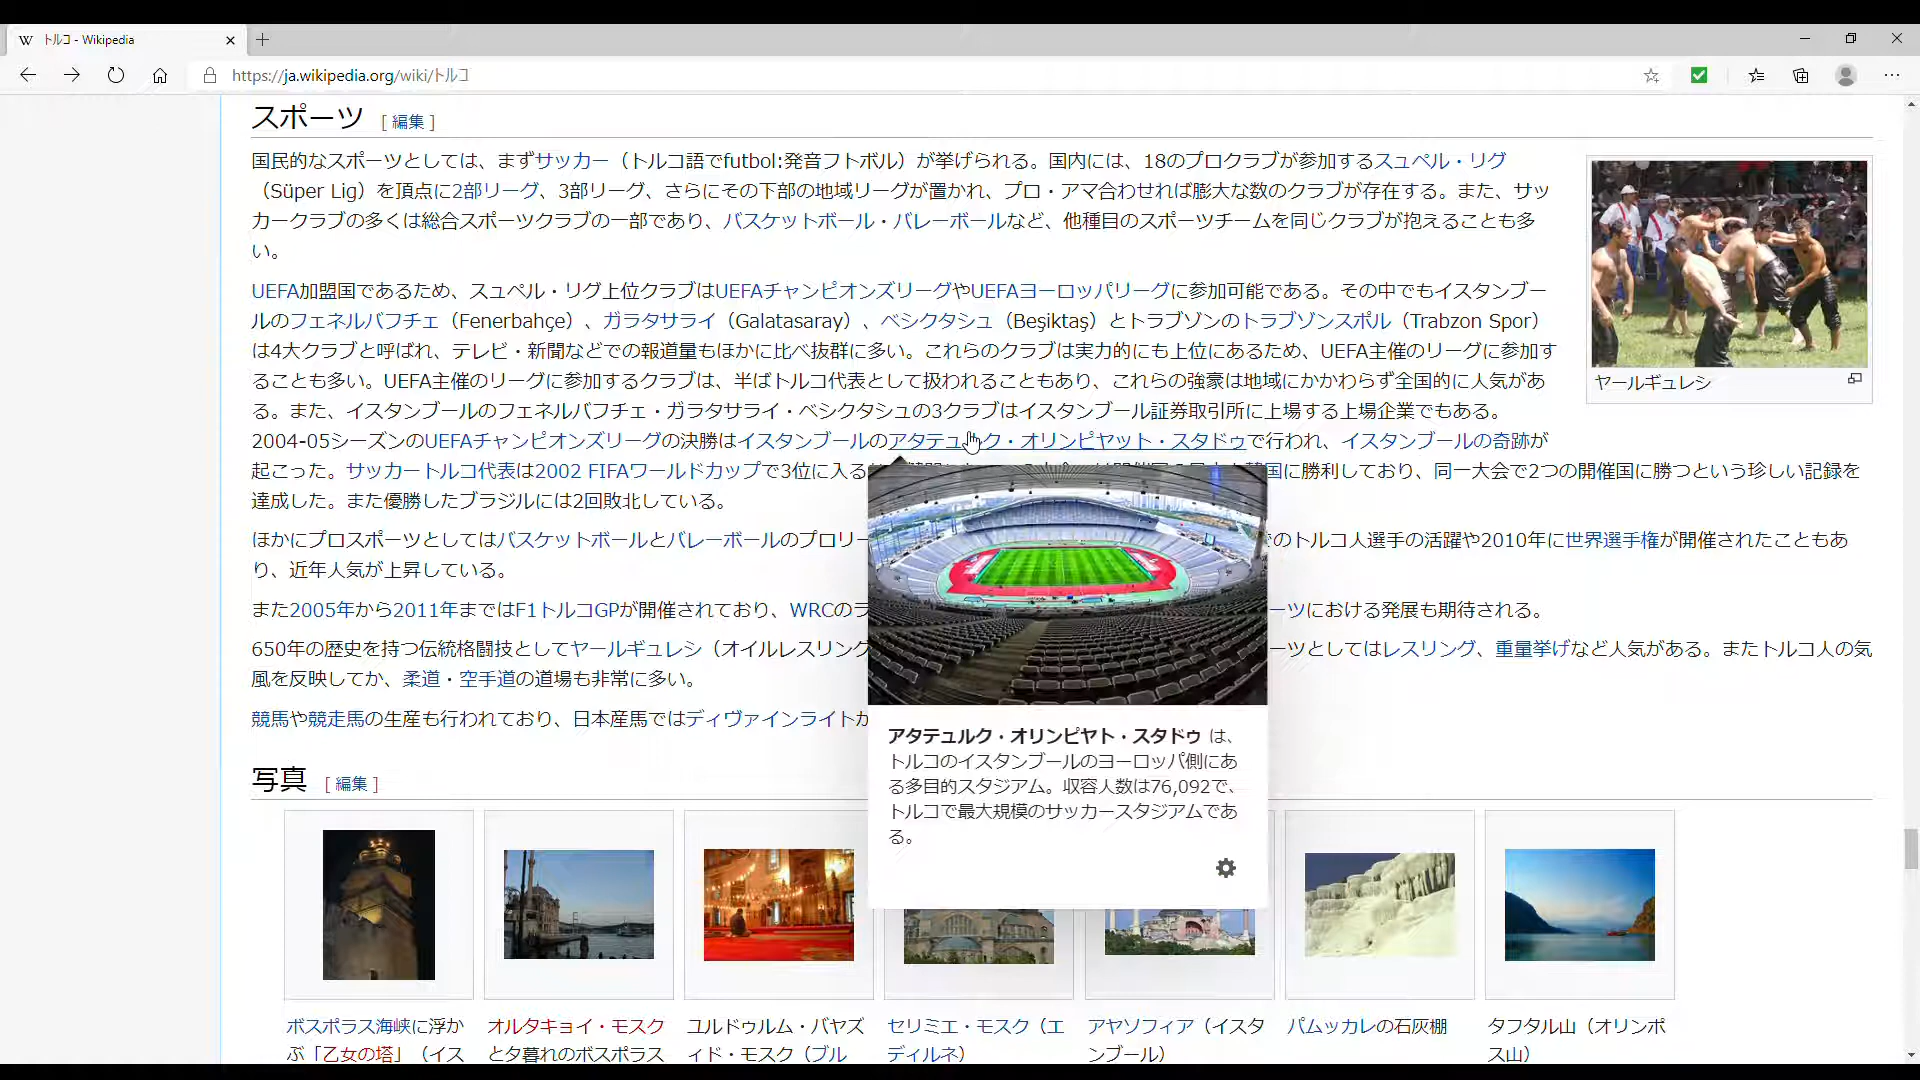 トルコ - Wikipedia
https://ja.wikipedia.org/wiki/トルコ
スポーツ [ 編集 ]
国民的なスポーツとしては、まずサッカー（トルコ語でfutbol:発音フトボル）が挙げられる。国内には、18のプロクラブが参加するスュペル・リグ
（Süper Lig）を頂点に2部リーグ、3部リーグ、さらにその下部の地域リーグが置かれ、プロ・アマ合わせれば膨大な数のクラブが存在する。また、サッ
カークラブの多くは総合スポーツクラブの一部であり、バスケットボール・バレーボールなど、他種目のスポーツチームを同じクラブが抱えることも多
い。
ヤールギュレシ
UEFA加盟国であるため、スュペル・リグ上位クラブはUEFAチャンピオンズリーグやUEFAヨーロッパリーグに参加可能である。その中でもイスタンブー
ルのフェネルバフチェ（Fenerbahçe）、ガラタサライ（Galatasaray）、ベシクタシュ（Beşiktaş）とトラブゾンのトラブゾンスポル（Trabzon Spor）
は4大クラブと呼ばれ、テレビ・新聞などでの報道量もほかに比べ抜群に多い。これらのクラブは実力的にも上位にあるため、UEFA主催のリーグに参加す
ることも多い。UEFA主催のリーグに参加するクラブは、半ばトルコ代表として扱われることもあり、これらの強豪は地域にかかわらず全国的に人気があ
る。また、イスタンブールのフェネルバフチェ・ガラタサライ・ベシクタシュの3クラブはイスタンブール証券取引所に上場する上場企業でもある。
2004-05シーズンのUEFAチャンピオンズリーグの決勝はイスタンブールのアタテュルク・オリンピヤット・スタドゥで行われ、イスタンブールの奇跡が
起こった。サッカートルコ代表は2002 FIFAワールドカップで3位に入る に勝利しており、同一大会で2つの開催国に勝つという珍しい記録を
達成した。また優勝したブラジルには2回敗北している。
ほかにプロスポーツとしてはバスケットボールとバレーボールのプロリー のトルコ人選手の活躍や2010年に世界選手権が開催されたこともあ
り、近年人気が上昇している。
また2005年から2011年まではF1トルコGPが開催されており、WRCのラ ーツにおける発展も期待される。
650年の歴史を持つ伝統格闘技としてヤールギュレシ（オイルレスリング ーツとしてはレスリング、重量挙げなど人気がある。またトルコ人の気
風を反映してか、柔道・空手道の道場も非常に多い。
競馬や競走馬の生産も行われており、日本産馬ではディヴァインライトが
アタテュルク・オリンピヤト・スタドゥ は、
トルコのイスタンブールのヨーロッパ側にあ
る多目的スタジアム。収容人数は76,092で、
トルコで最大規模のサッカースタジアムであ
る。
写真 [ 編集 ]
ボスポラス海峡に浮か
ぶ「乙女の塔」（イス
オルタキョイ・モスク
と夕暮れのボスポラス
ユルドゥルム・バヤズ
ィド・モスク（ブル
セリミエ・モスク（エ
ディルネ）
アヤソフィア（イスタ
ンブール）
パムッカレの石灰棚
タフタル山（オリンポ
ス山）